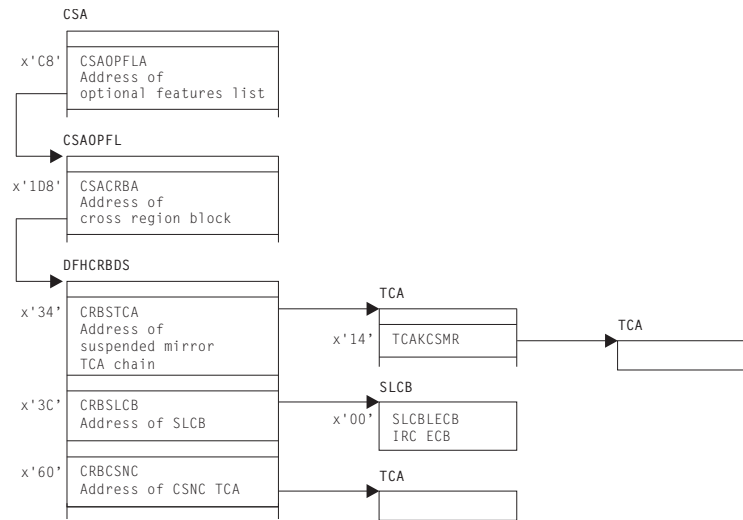 CSA
x'C8' CSAOPFLA
Address of
optional features list
CSAOPFL
x'1D8' CSACRBA
Address of
cross region block
DFHCRBDS
TCA
x'34’ CRBSTCA
Address of
suspended mirror
TCA chain
x'14’ TCAKCSMR
TCA
SLCB
x'3C’ CRBSLCB
Address of SLCB
x'00’ SLCBLECB
IRC ECB
x'60’ CRBCSNC
Address of CSNC TCA
TCA